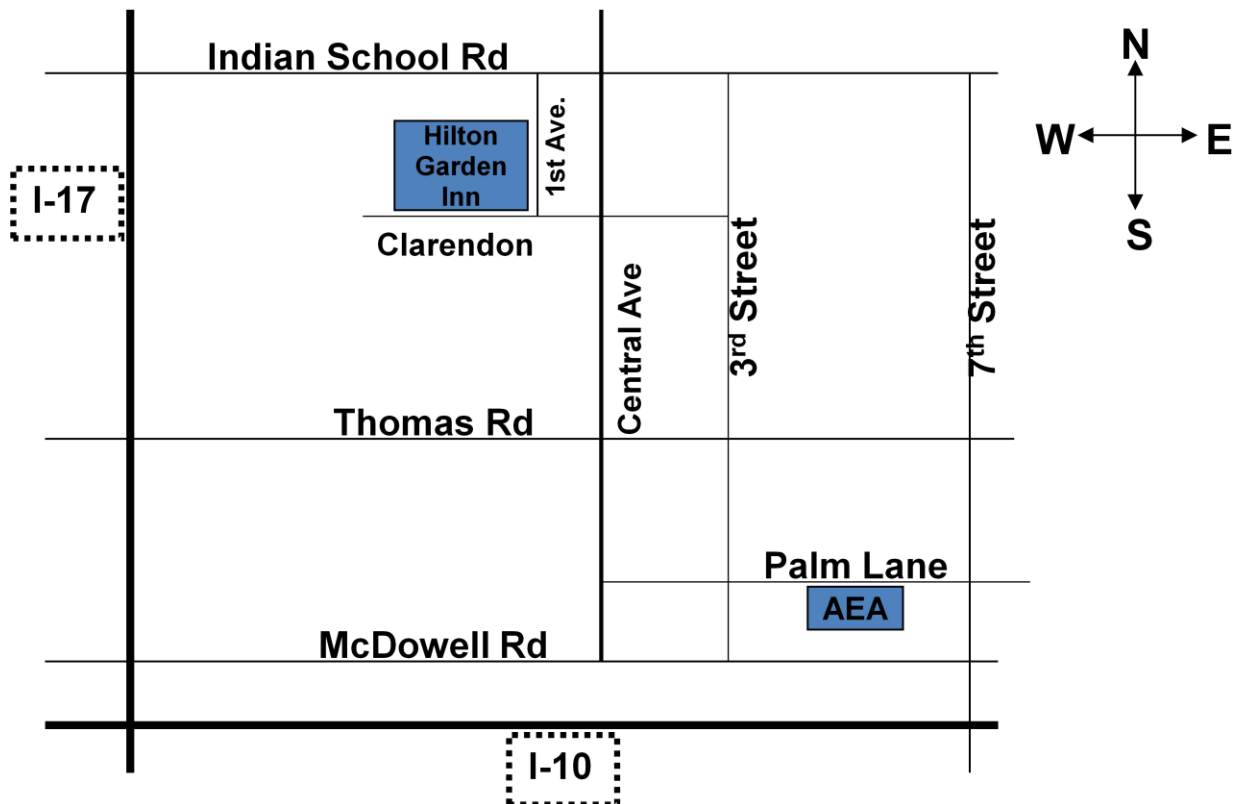 N
Indian School Rd
Hilton
Garden
Inn
1st Ave.
W E
I-17
S
Clarendon
Central Ave
3rd Street
7th Street
Thomas Rd
Palm Lane
AEA
McDowell Rd
I-10